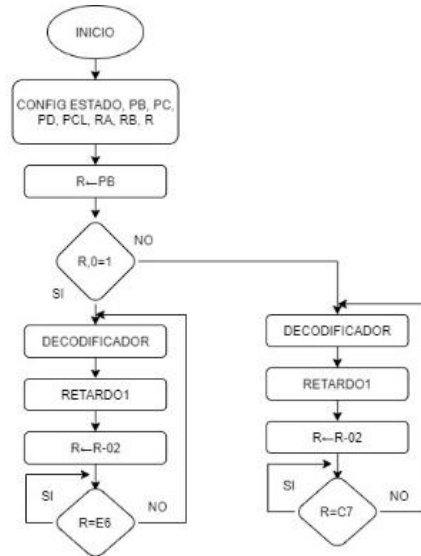 INICIO
CONFIG ESTADO, PB, PC,
PD, PCL, RA, RB, R
R←PB
R,0=1
NO
SI
DECODIFICADOR
RETARDO1
R←R-02
SI
R=E6
NO
DECODIFICADOR
RETARDO1
R←R-02
SI
R=C7
NO